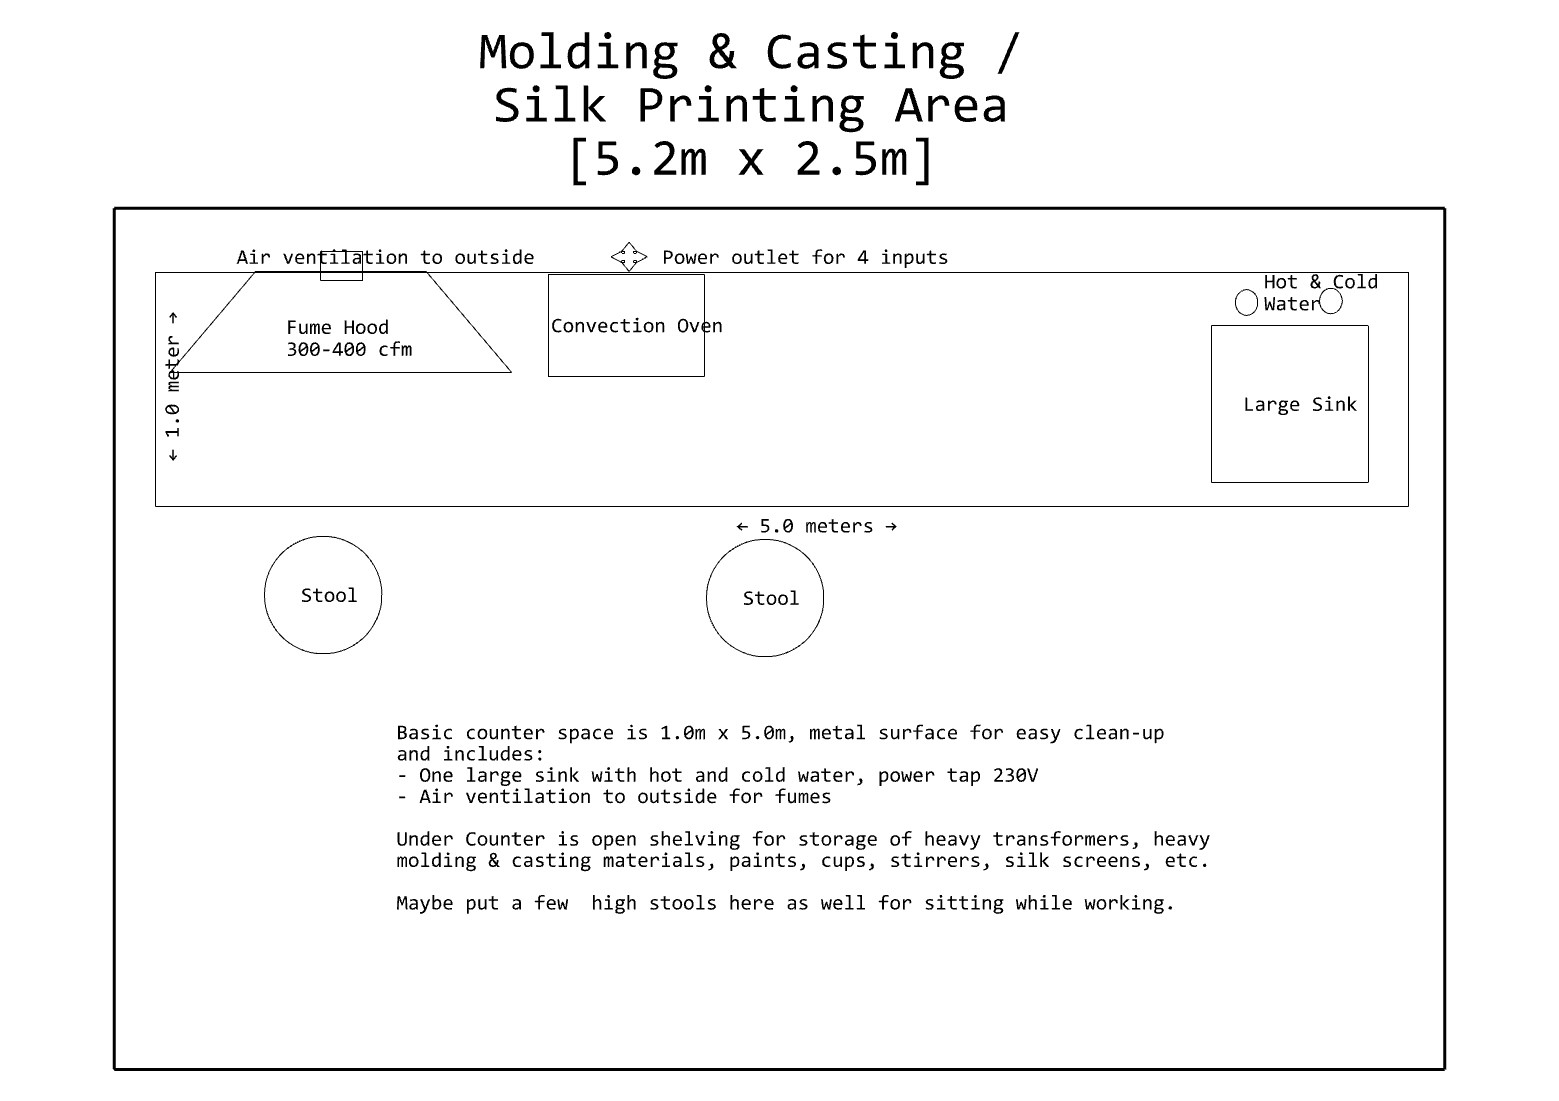 Molding & Casting /
Silk Printing Area
[5.2m x 2.5m]
Air ventilation to outside
Power outlet for 4 inputs
Hot & Cold
Water
Fume Hood
300-400 cfm
Convection Oven
← 1.0 meter →
Large Sink
← 5.0 meters →
Stool
Stool
Basic counter space is 1.0m x 5.0m, metal surface for easy clean-up
and includes:
- One large sink with hot and cold water, power tap 230V
- Air ventilation to outside for fumes
Under Counter is open shelving for storage of heavy transformers, heavy
molding & casting materials, paints, cups, stirrers, silk screens, etc.
Maybe put a few  high stools here as well for sitting while working.